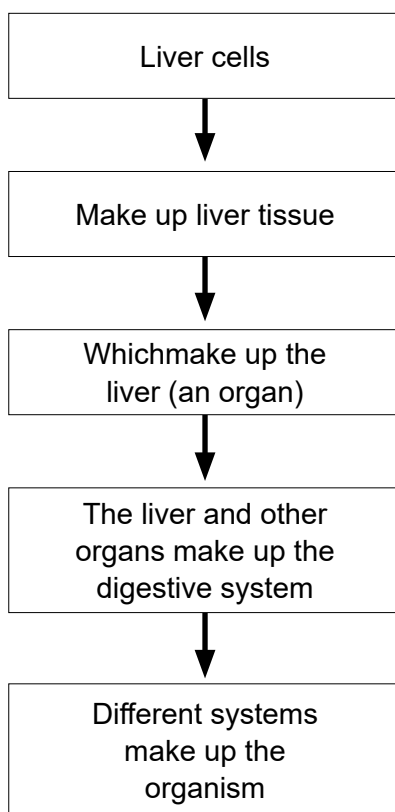 Liver cells
Make up liver tissue
Whichmake up the
liver (an organ)
The liver and other
organs make up the
digestive system
Different systems
make up the
organism